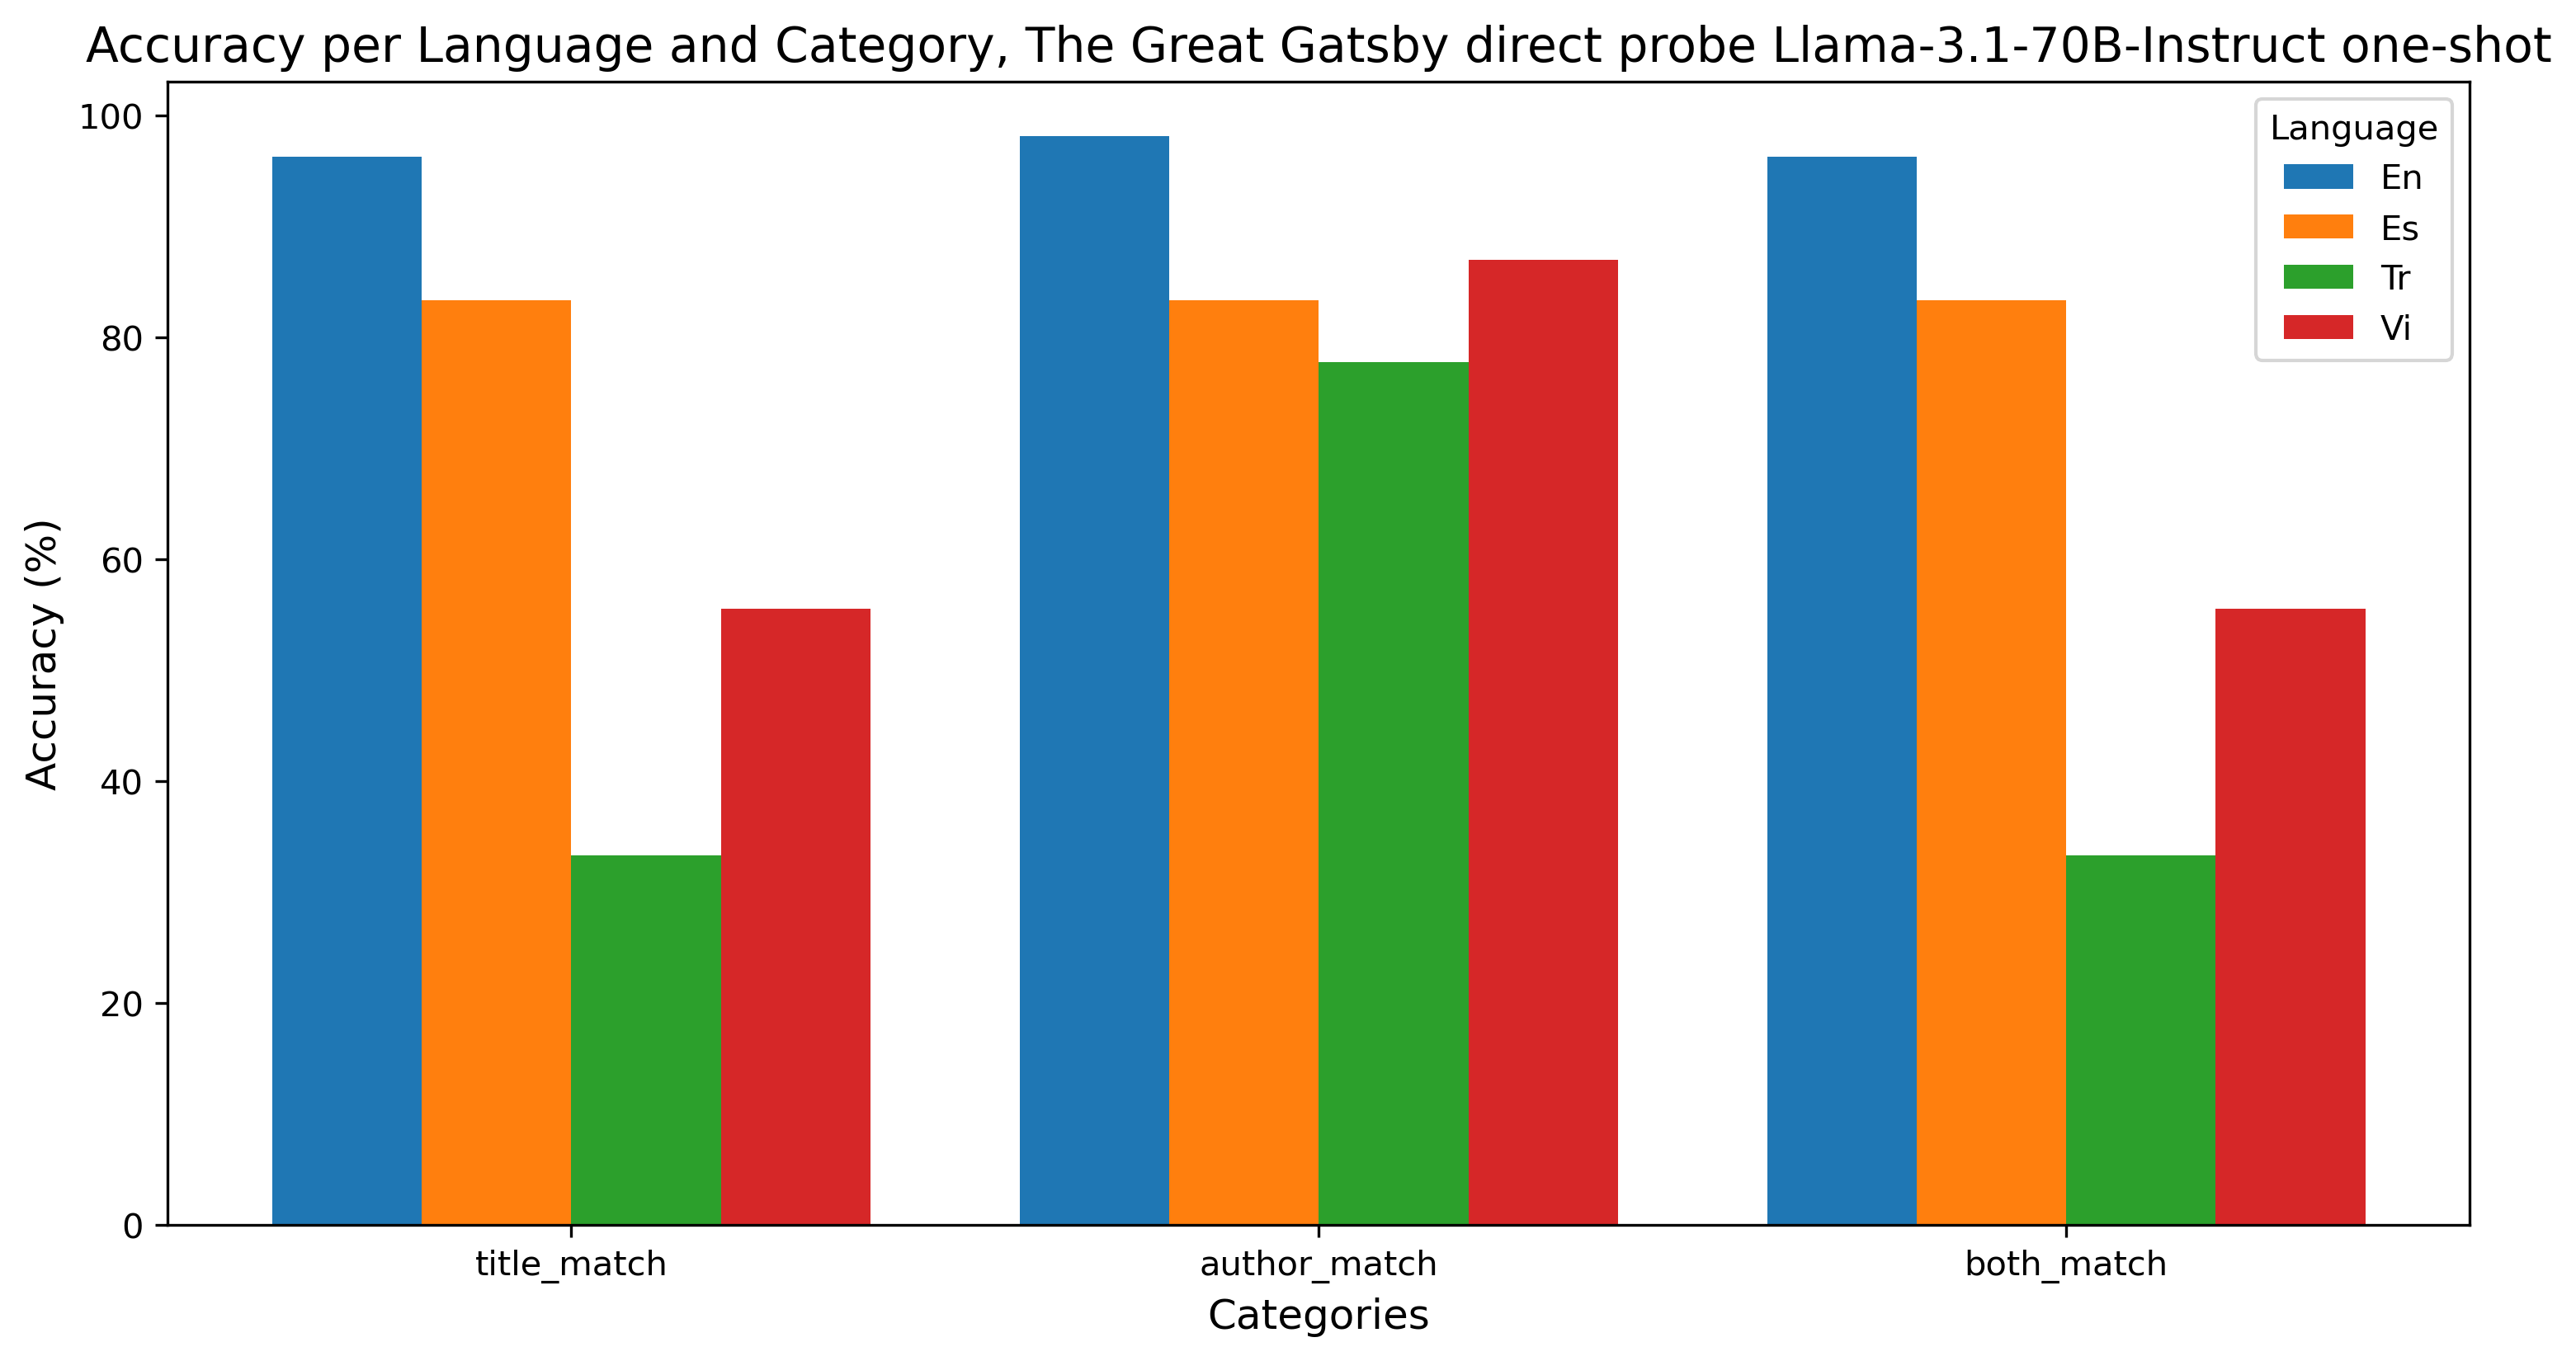 Accuracy per Language and Category, The Great Gatsby direct probe Llama-3.1-70B-Instruct one-shot
Accuracy (%)
100
80
60
40
20
0
Language
En
Es
Tr
Vi
title_match
author_match
both_match
Categories